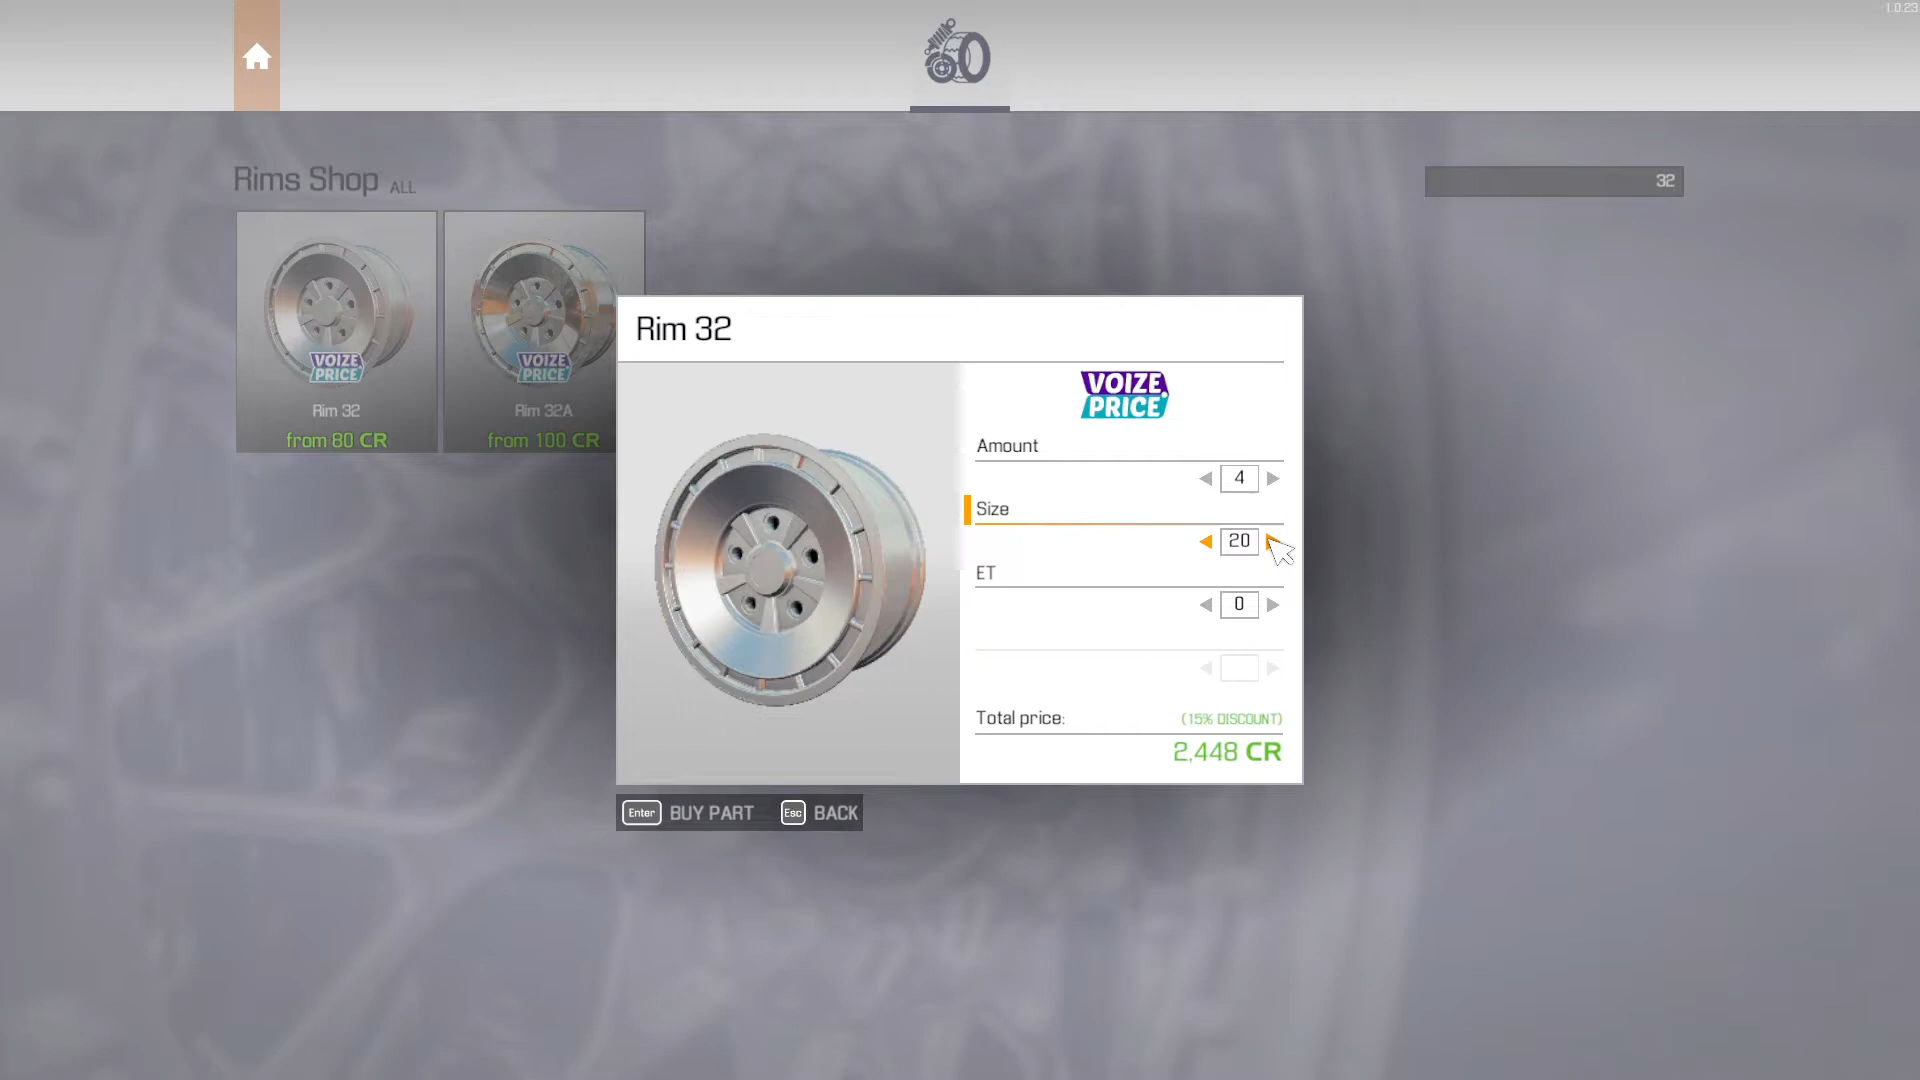 1.0.23
Rims Shop ALL
32
VOIZE.
PRICE
Rim 32
from 80 CR
VOIZE.
PRICE
Rim 32A
from 100 CR
Rim 32
VOIZE.
PRICE
Amount
4
Size
20
ET
0
Total price: (15% DISCOUNT)
2,448 CR
Enter BUY PART Esc BACK